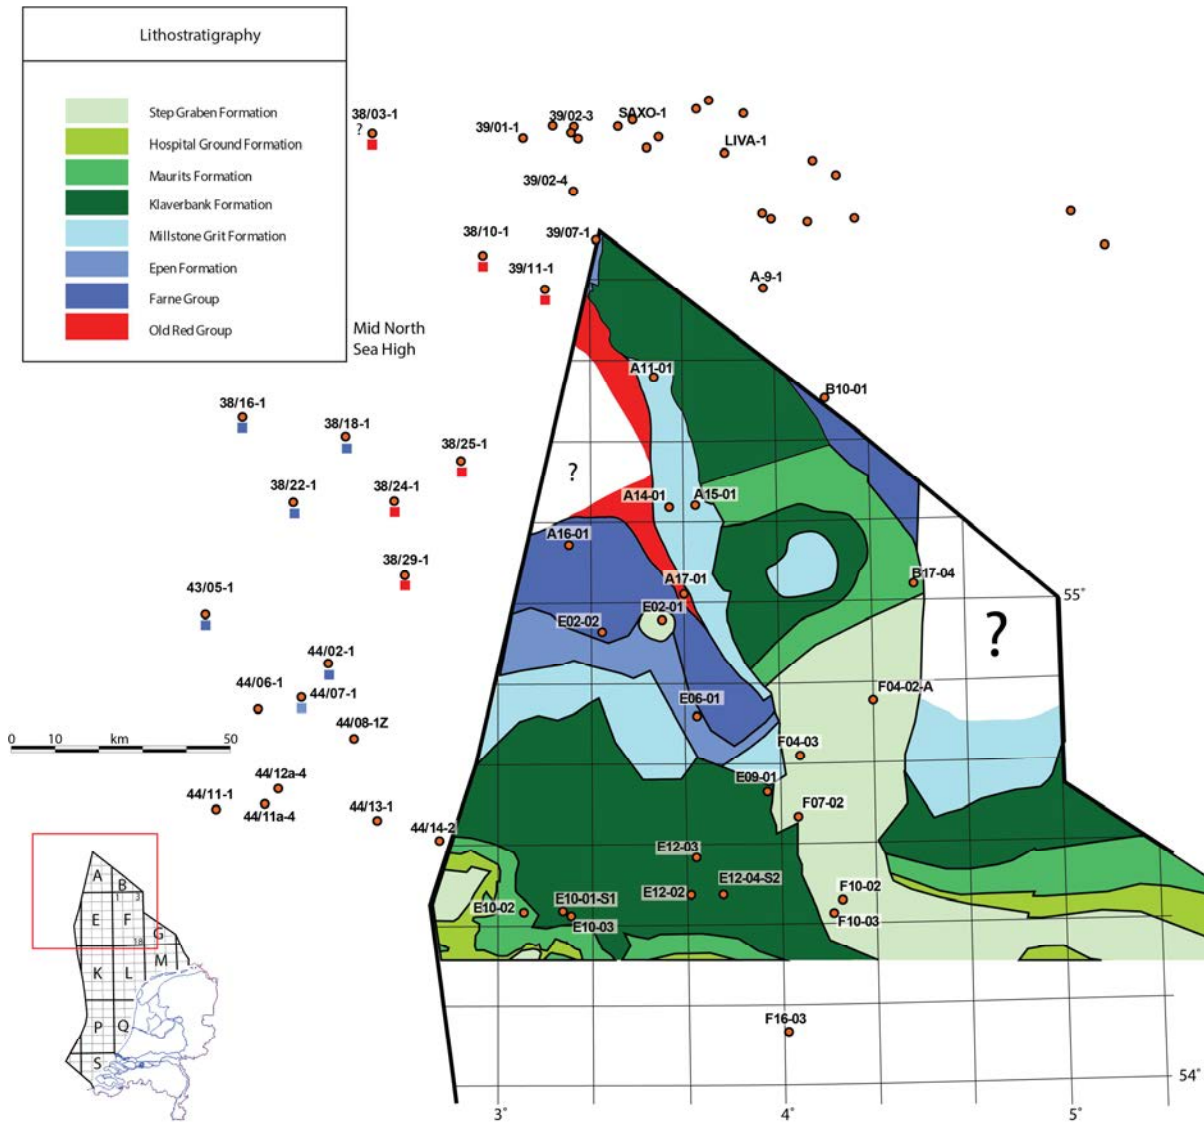 Lithostratigraphy
Step Graben Formation
Hospital Ground Formation
Maurits Formation
Klaverbank Formation
Millstone Grit Formation
Epen Formation
Farne Group
Old Red Group
38/03-1
?
39/01-1
39/02-3
SAXO-1
LIVA-1
39/02-4
38/10-1
39/07-1
39/11-1
A-9-1
Mid North
Sea High
A11-01
B10-01
38/16-1
38/18-1
38/25-1
?
38/22-1
38/24-1
A14-01
A15-01
A16-01
38/29-1
A17-01
B17-04
55°
43/05-1
E02-01
E02-02
?
44/02-1
44/06-1
44/07-1
E06-01
F04-02-A
44/08-1Z
0 10 km 50
F04-03
44/12a-4
E09-01
44/11-1
44/11a-4
44/13-1
F07-02
44/14-2
E12-03
E12-02
E12-04-S2
F10-02
E10-02
E10-01-S1
F10-03
E10-03
A
B
1 3
E
F
G
18
M
K
L
P
Q
S
F16-03
54°
3°
4°
5°